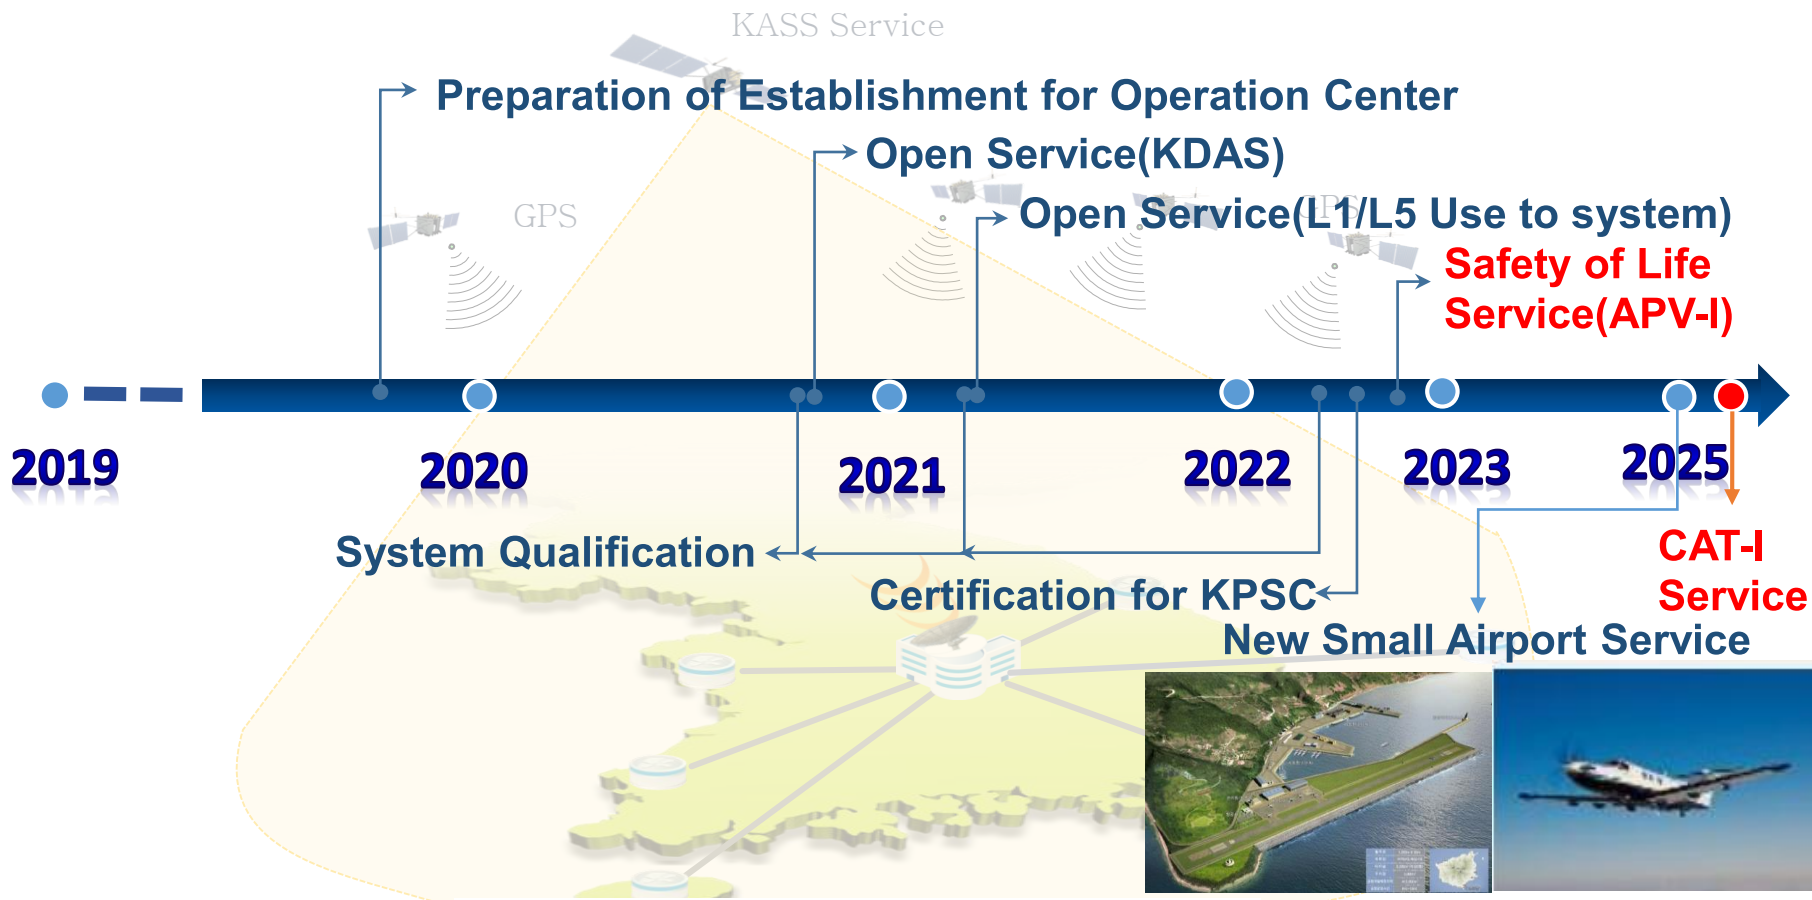 KASS Service
Preparation of Establishment for Operation Center
Open Service(KDAS)
GPS
GPS
Open Service(L1/L5 Use to system)
Safety of Life
Service(APV-I)
2019
2020
2021
2022
2023
2025
System Qualification
CAT-I
Service
Certification for KPSC
New Small Airport Service